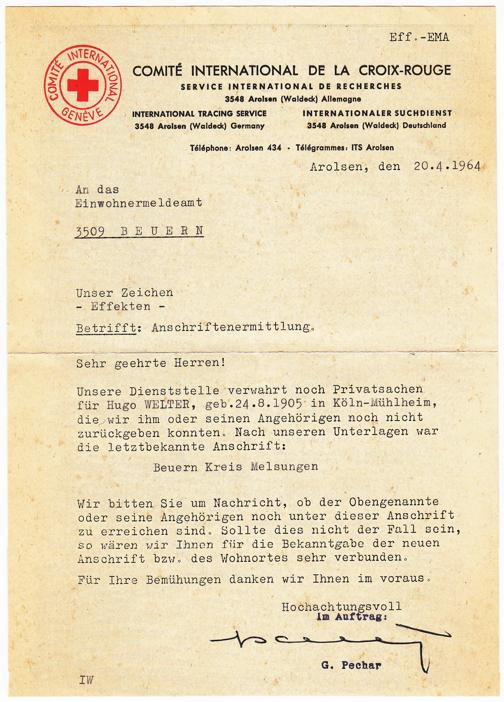 Eff.-EMA
COMITÉ INTERNATIONAL
GENÈVE
COMITÉ INTERNATIONAL DE LA CROIX-ROUGE
SERVICE INTERNATIONAL DE RECHERCHES
3548 Arolsen (Waldeck) Allemagne
INTERNATIONAL TRACING SERVICE
3548 Arolsen (Waldeck) Germany
INTERNATIONALER SUCHDIENST
3548 Arolsen (Waldeck) Deutschland
Téléphone: Arolsen 434 · Télégrammes: ITS Arolsen
Arolsen, den 20.4.1964
An das
Einwohnermeldeamt
3509 B E U E R N
Unser Zeichen
- Effekten -
Betrifft: Anschriftenermittlung.
Sehr geehrte Herren!
Unsere Dienststelle verwahrt noch Privatsachen
für Hugo WELTER, geb.24.8.1905 in Köln-Mühlheim,
die wir ihm oder seinen Angehörigen noch nicht
zurückgeben konnten. Nach unseren Unterlagen war
die letztbekannte Anschrift:
Beuern Kreis Melsungen
Wir bitten Sie um Nachricht, ob der Obengenannte
oder seine Angehörigen noch unter dieser Anschrift
zu erreichen sind. Sollte dies nicht der Fall sein,
so wären wir Ihnen für die Bekanntgabe der neuen
Anschrift bzw. des Wohnortes sehr verbunden.
Für Ihre Bemühungen danken wir Ihnen im voraus.
Hochachtungsvoll
Im Auftrag:
G. Pechar
IW